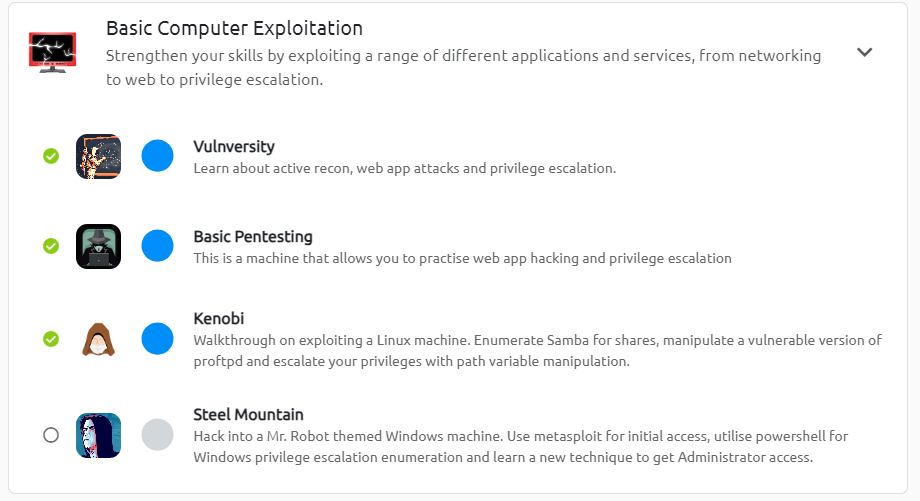 Basic Computer Exploitation
Strengthen your skills by exploiting a range of different applications and services, from networking
to web to privilege escalation.
Vulnversity
Learn about active recon, web app attacks and privilege escalation.
Basic Pentesting
This is a machine that allows you to practise web app hacking and privilege escalation
Kenobi
Walkthrough on exploiting a Linux machine. Enumerate Samba for shares, manipulate a vulnerable version of
proftpd and escalate your privileges with path variable manipulation.
Steel Mountain
Hack into a Mr. Robot themed Windows machine. Use metasploit for initial access, utilise powershell for
Windows privilege escalation enumeration and learn a new technique to get Administrator access.